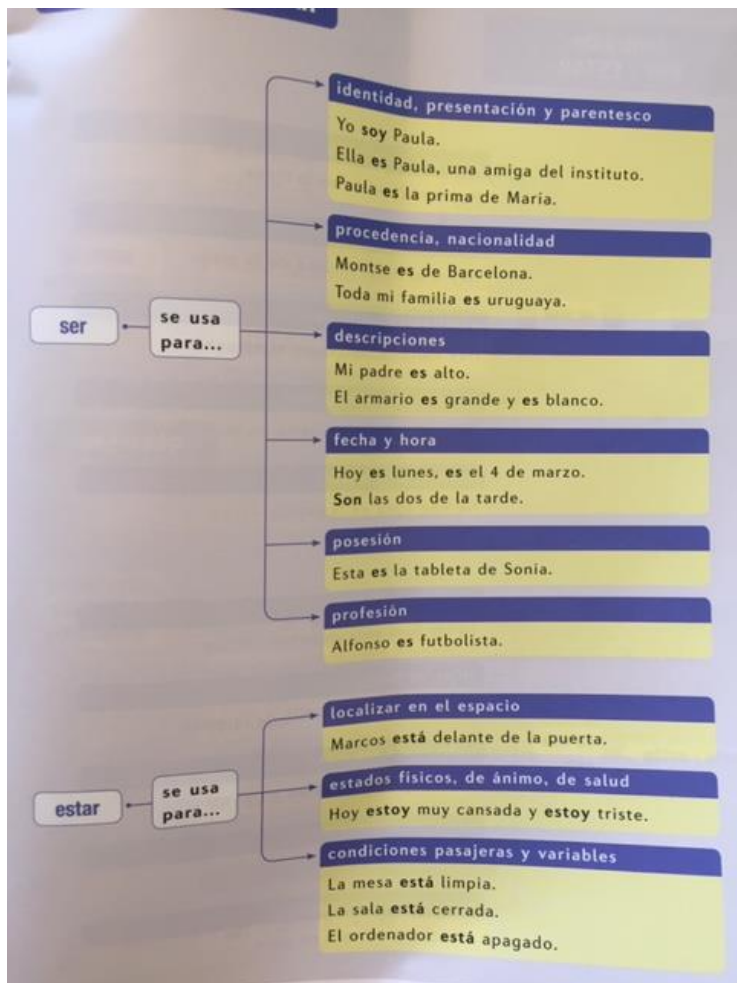 identidad, presentación y parentesco
Yo soy Paula.
Ella es Paula, una amiga del instituto.
Paula es la prima de María.
procedencia, nacionalidad
Montse es de Barcelona.
Toda mi familia es uruguaya.
ser
se usa
para...
descripciones
Mi padre es alto.
El armario es grande y es blanco.
fecha y hora
Hoy es lunes, es el 4 de marzo.
Son las dos de la tarde.
posesión
Esta es la tableta de Sonia.
profesión
Alfonso es futbolista.
localizar en el espacio
Marcos está delante de la puerta.
estar
se usa
para...
estados físicos, de ánimo, de salud
Hoy estoy muy cansada y estoy triste.
condiciones pasajeras y variables
La mesa está limpia.
La sala está cerrada.
El ordenador está apagado.